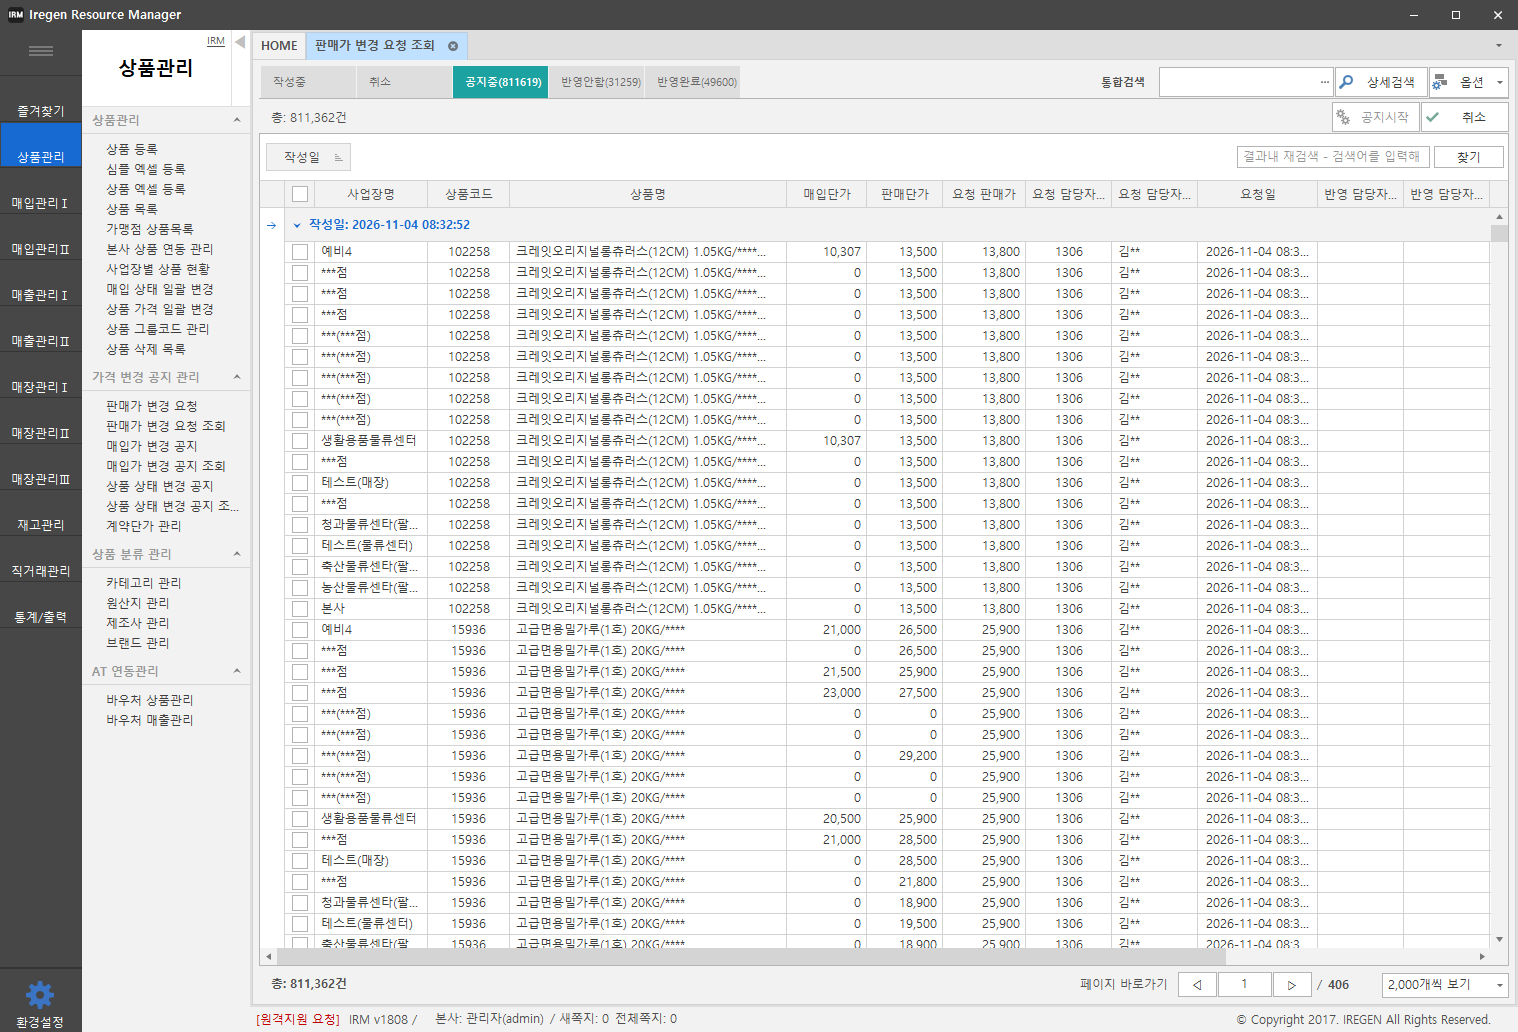 IRM Iregen Resource Manager
즐겨찾기
상품관리
매입관리Ⅰ
매입관리Ⅱ
매출관리Ⅰ
매출관리Ⅱ
매장관리Ⅰ
매장관리Ⅱ
매장관리Ⅲ
재고관리
직거래관리
통계/출력
환경설정
IRM
상품관리
상품관리
상품 등록
심플 엑셀 등록
상품 엑셀 등록
상품 목록
가맹점 상품목록
본사 상품 연동 관리
사업장별 상품 현황
매입 상태 일괄 변경
상품 가격 일괄 변경
상품 그룹코드 관리
상품 삭제 목록
가격 변경 공지 관리
판매가 변경 요청
판매가 변경 요청 조회
매입가 변경 공지
매입가 변경 공지 조회
상품 상태 변경 공지
상품 상태 변경 공지 조...
계약단가 관리
상품 분류 관리
카테고리 관리
원산지 관리
제조사 관리
브랜드 관리
AT 연동관리
바우처 상품관리
바우처 매출관리
HOME 판매가 변경 요청 조회
작성중 취소 공지중(811619) 반영안함(31259) 반영완료(49600) 통합검색 ... 상세검색 옵션
총: 811,362건 공지시작 취소
작성일 결과내 재검색 - 검색어를 입력해 찾기
사업장명 상품코드 상품명 매입단가 판매단가 요청 판매가 요청 담당자... 요청 담당자... 요청일 반영 담당자... 반영 담당자...
작성일: 2026-11-04 08:32:52
예비4 102258 크레잇오리지널롱츄러스(12CM) 1.05KG/****... 10,307 13,500 13,800 1306 김** 2026-11-04 08:3...
***점 102258 크레잇오리지널롱츄러스(12CM) 1.05KG/****... 0 13,500 13,800 1306 김** 2026-11-04 08:3...
***점 102258 크레잇오리지널롱츄러스(12CM) 1.05KG/****... 0 13,500 13,800 1306 김** 2026-11-04 08:3...
***점 102258 크레잇오리지널롱츄러스(12CM) 1.05KG/****... 0 13,500 13,800 1306 김** 2026-11-04 08:3...
***(***점) 102258 크레잇오리지널롱츄러스(12CM) 1.05KG/****... 0 13,500 13,800 1306 김** 2026-11-04 08:3...
***(***점) 102258 크레잇오리지널롱츄러스(12CM) 1.05KG/****... 0 13,500 13,800 1306 김** 2026-11-04 08:3...
***(***점) 102258 크레잇오리지널롱츄러스(12CM) 1.05KG/****... 0 13,500 13,800 1306 김** 2026-11-04 08:3...
***(***점) 102258 크레잇오리지널롱츄러스(12CM) 1.05KG/****... 0 13,500 13,800 1306 김** 2026-11-04 08:3...
***(***점) 102258 크레잇오리지널롱츄러스(12CM) 1.05KG/****... 0 13,500 13,800 1306 김** 2026-11-04 08:3...
생활용품물류센터 102258 크레잇오리지널롱츄러스(12CM) 1.05KG/****... 10,307 13,500 13,800 1306 김** 2026-11-04 08:3...
***점 102258 크레잇오리지널롱츄러스(12CM) 1.05KG/****... 0 13,500 13,800 1306 김** 2026-11-04 08:3...
테스트(매장) 102258 크레잇오리지널롱츄러스(12CM) 1.05KG/****... 0 13,500 13,800 1306 김** 2026-11-04 08:3...
***점 102258 크레잇오리지널롱츄러스(12CM) 1.05KG/****... 0 13,500 13,800 1306 김** 2026-11-04 08:3...
청과물류센타(팔... 102258 크레잇오리지널롱츄러스(12CM) 1.05KG/****... 0 13,500 13,800 1306 김** 2026-11-04 08:3...
테스트(물류센터) 102258 크레잇오리지널롱츄러스(12CM) 1.05KG/****... 0 13,500 13,800 1306 김** 2026-11-04 08:3...
축산물류센타(팔... 102258 크레잇오리지널롱츄러스(12CM) 1.05KG/****... 0 13,500 13,800 1306 김** 2026-11-04 08:3...
농산물류센타(팔... 102258 크레잇오리지널롱츄러스(12CM) 1.05KG/****... 0 13,500 13,800 1306 김** 2026-11-04 08:3...
본사 102258 크레잇오리지널롱츄러스(12CM) 1.05KG/****... 0 13,500 13,800 1306 김** 2026-11-04 08:3...
예비4 15936 고급면용밀가루(1호) 20KG/**** 21,000 26,500 25,900 1306 김** 2026-11-04 08:3...
***점 15936 고급면용밀가루(1호) 20KG/**** 0 26,500 25,900 1306 김** 2026-11-04 08:3...
***점 15936 고급면용밀가루(1호) 20KG/**** 21,500 25,900 25,900 1306 김** 2026-11-04 08:3...
***점 15936 고급면용밀가루(1호) 20KG/**** 23,000 27,500 25,900 1306 김** 2026-11-04 08:3...
***(***점) 15936 고급면용밀가루(1호) 20KG/**** 0 0 25,900 1306 김** 2026-11-04 08:3...
***(***점) 15936 고급면용밀가루(1호) 20KG/**** 0 0 25,900 1306 김** 2026-11-04 08:3...
***(***점) 15936 고급면용밀가루(1호) 20KG/**** 0 29,200 25,900 1306 김** 2026-11-04 08:3...
***(***점) 15936 고급면용밀가루(1호) 20KG/**** 0 0 25,900 1306 김** 2026-11-04 08:3...
***(***점) 15936 고급면용밀가루(1호) 20KG/**** 0 0 25,900 1306 김** 2026-11-04 08:3...
생활용품물류센터 15936 고급면용밀가루(1호) 20KG/**** 20,500 25,900 25,900 1306 김** 2026-11-04 08:3...
***점 15936 고급면용밀가루(1호) 20KG/**** 21,000 28,500 25,900 1306 김** 2026-11-04 08:3...
테스트(매장) 15936 고급면용밀가루(1호) 20KG/**** 0 28,500 25,900 1306 김** 2026-11-04 08:3...
***점 15936 고급면용밀가루(1호) 20KG/**** 0 21,800 25,900 1306 김** 2026-11-04 08:3...
청과물류센타(팔... 15936 고급면용밀가루(1호) 20KG/**** 0 18,900 25,900 1306 김** 2026-11-04 08:3...
테스트(물류센터) 15936 고급면용밀가루(1호) 20KG/**** 0 19,500 25,900 1306 김** 2026-11-04 08:3...
축산물류센타(팔 15936 고급면용밀가루(1호) 20KG/**** 0 18,900 25,900 1306 김** 2026-11-04 08:3
총: 811,362건 페이지 바로가기 1 / 406 2,000개씩 보기
[원격지원 요청] IRM v1808 / 본사: 관리자(admin) / 새쪽지: 0 전체쪽지: 0 © Copyright 2017. IREGEN All Rights Reserved.